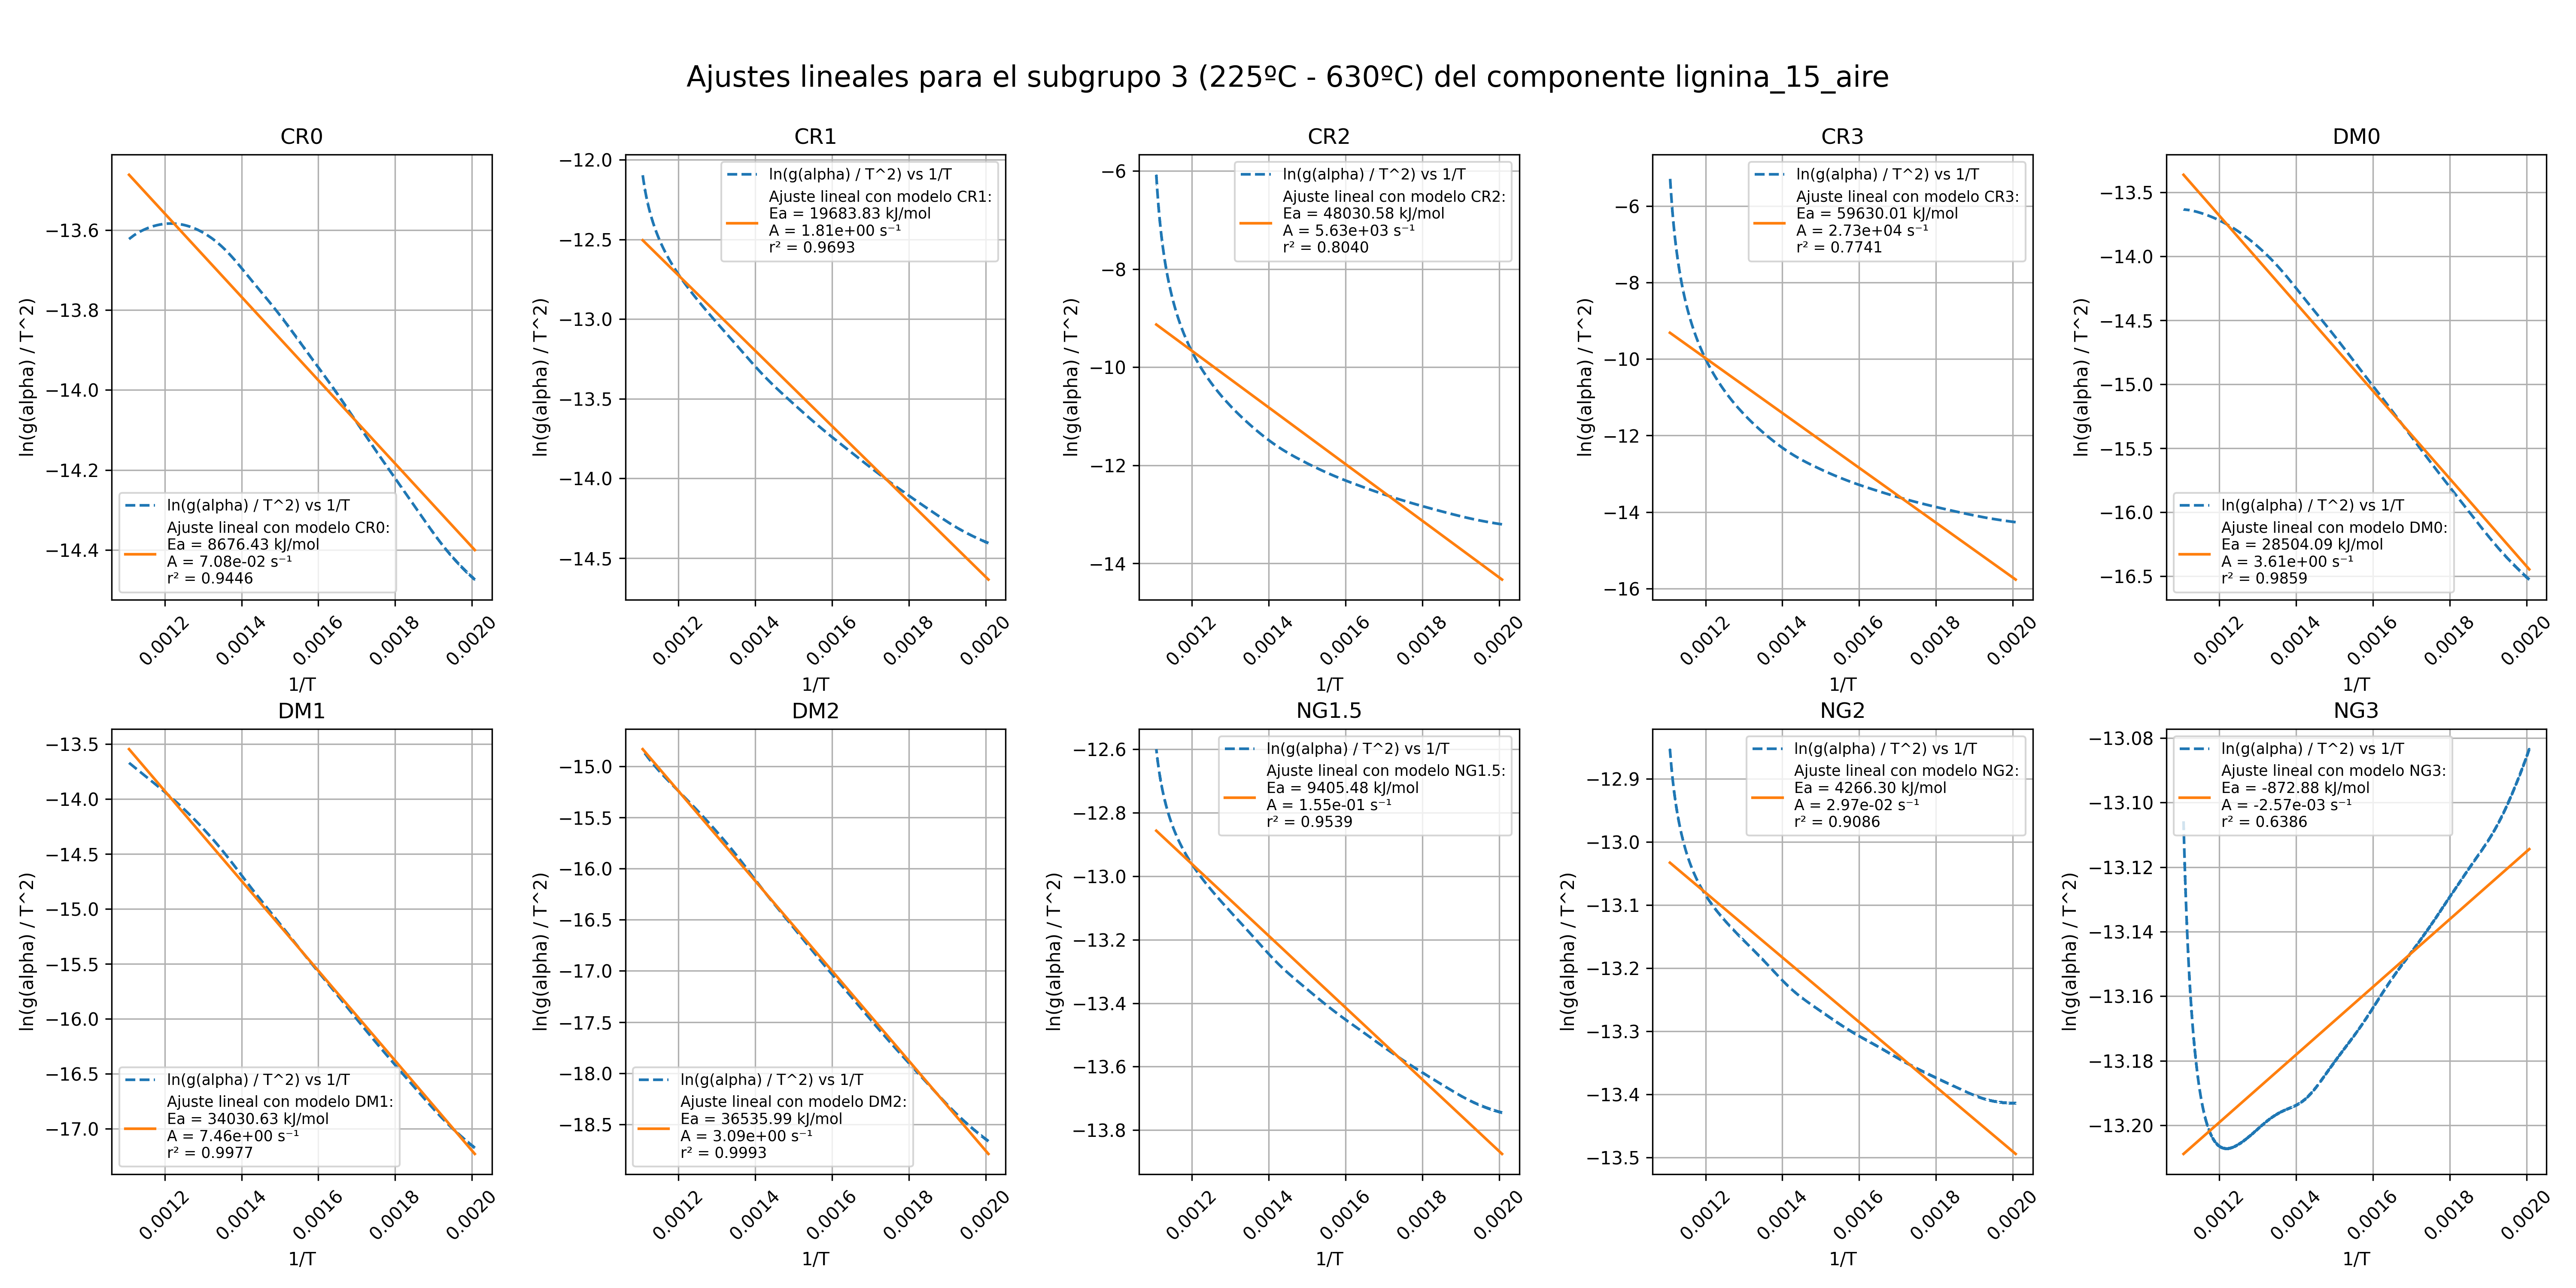 Ajustes lineales para el subgrupo 3 (225ºC - 630ºC) del componente lignina_15_aire
CR0
ln(g(alpha) / T^2)
−13.6
−13.8
−14.0
−14.2
−14.4
ln(g(alpha) / T^2) vs 1/T
Ajuste lineal con modelo CR0:
Ea = 8676.43 kJ/mol
A = 7.08e-02 s⁻¹
r² = 0.9446
0.0012
0.0014
0.0016
0.0018
0.0020
1/T
CR1
ln(g(alpha) / T^2)
−12.0
−12.5
−13.0
−13.5
−14.0
−14.5
ln(g(alpha) / T^2) vs 1/T
Ajuste lineal con modelo CR1:
Ea = 19683.83 kJ/mol
A = 1.81e+00 s⁻¹
r² = 0.9693
0.0012
0.0014
0.0016
0.0018
0.0020
1/T
CR2
ln(g(alpha) / T^2)
−6
−8
−10
−12
−14
ln(g(alpha) / T^2) vs 1/T
Ajuste lineal con modelo CR2:
Ea = 48030.58 kJ/mol
A = 5.63e+03 s⁻¹
r² = 0.8040
0.0012
0.0014
0.0016
0.0018
0.0020
1/T
CR3
ln(g(alpha) / T^2)
−6
−8
−10
−12
−14
−16
ln(g(alpha) / T^2) vs 1/T
Ajuste lineal con modelo CR3:
Ea = 59630.01 kJ/mol
A = 2.73e+04 s⁻¹
r² = 0.7741
0.0012
0.0014
0.0016
0.0018
0.0020
1/T
DM0
ln(g(alpha) / T^2)
−13.5
−14.0
−14.5
−15.0
−15.5
−16.0
−16.5
ln(g(alpha) / T^2) vs 1/T
Ajuste lineal con modelo DM0:
Ea = 28504.09 kJ/mol
A = 3.61e+00 s⁻¹
r² = 0.9859
0.0012
0.0014
0.0016
0.0018
0.0020
1/T
DM1
ln(g(alpha) / T^2)
−13.5
−14.0
−14.5
−15.0
−15.5
−16.0
−16.5
−17.0
ln(g(alpha) / T^2) vs 1/T
Ajuste lineal con modelo DM1:
Ea = 34030.63 kJ/mol
A = 7.46e+00 s⁻¹
r² = 0.9977
0.0012
0.0014
0.0016
0.0018
0.0020
1/T
DM2
ln(g(alpha) / T^2)
−15.0
−15.5
−16.0
−16.5
−17.0
−17.5
−18.0
−18.5
ln(g(alpha) / T^2) vs 1/T
Ajuste lineal con modelo DM2:
Ea = 36535.99 kJ/mol
A = 3.09e+00 s⁻¹
r² = 0.9993
0.0012
0.0014
0.0016
0.0018
0.0020
1/T
NG1.5
ln(g(alpha) / T^2)
−12.6
−12.8
−13.0
−13.2
−13.4
−13.6
−13.8
ln(g(alpha) / T^2) vs 1/T
Ajuste lineal con modelo NG1.5:
Ea = 9405.48 kJ/mol
A = 1.55e-01 s⁻¹
r² = 0.9539
0.0012
0.0014
0.0016
0.0018
0.0020
1/T
NG2
ln(g(alpha) / T^2)
−12.9
−13.0
−13.1
−13.2
−13.3
−13.4
−13.5
ln(g(alpha) / T^2) vs 1/T
Ajuste lineal con modelo NG2:
Ea = 4266.30 kJ/mol
A = 2.97e-02 s⁻¹
r² = 0.9086
0.0012
0.0014
0.0016
0.0018
0.0020
1/T
NG3
ln(g(alpha) / T^2)
−13.08
−13.10
−13.12
−13.14
−13.16
−13.18
−13.20
ln(g(alpha) / T^2) vs 1/T
Ajuste lineal con modelo NG3:
Ea = -872.88 kJ/mol
A = -2.57e-03 s⁻¹
r² = 0.6386
0.0012
0.0014
0.0016
0.0018
0.0020
1/T